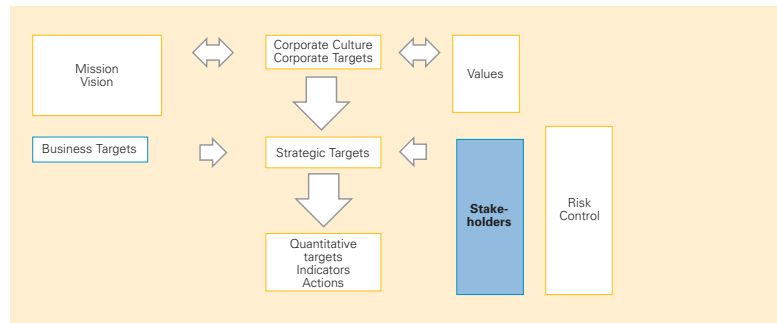 Mission
Vision
Corporate Culture
Corporate Targets
Values
Business Targets
Strategic Targets
Stake-
holders
Risk
Control
Quantitative
targets
Indicators
Actions